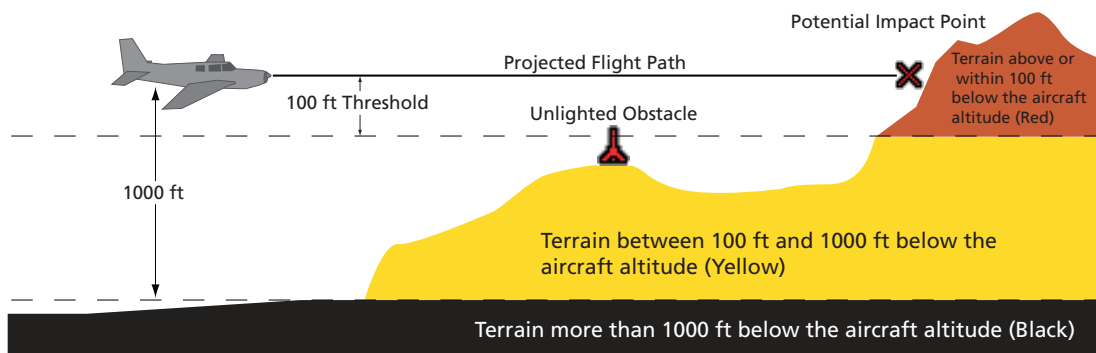 Potential Impact Point
Projected Flight Path
Terrain above or
within 100 ft
below the aircraft
altitude (Red)
100 ft Threshold
Unlighted Obstacle
1000 ft
Terrain between 100 ft and 1000 ft below the
aircraft altitude (Yellow)
Terrain more than 1000 ft below the aircraft altitude (Black)